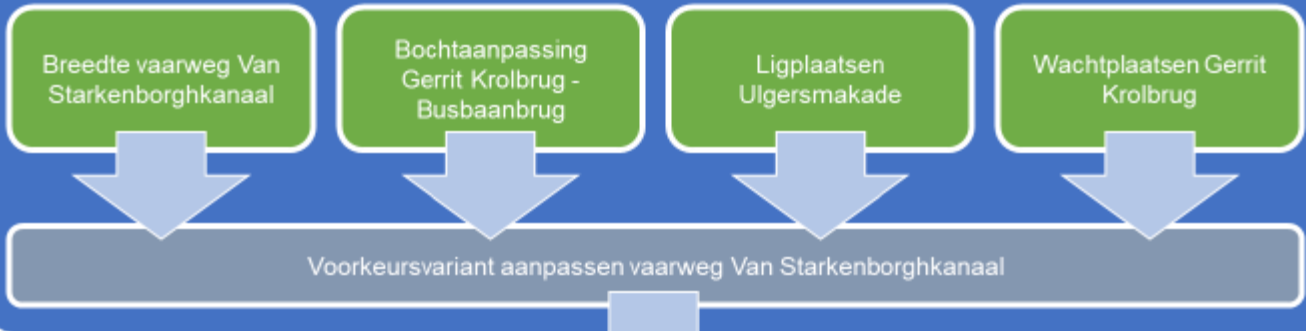 Breedte vaarweg Van
Starkenborghkanaal
Bochtaanpassing
Gerrit Krolbrug -
Busbaanbrug
Ligplaatsen
Ulgersmakade
Wachtplaatsen Gerrit
Krolbrug
Voorkeursvariant aanpassen vaarweg Van Starkenborghkanaal